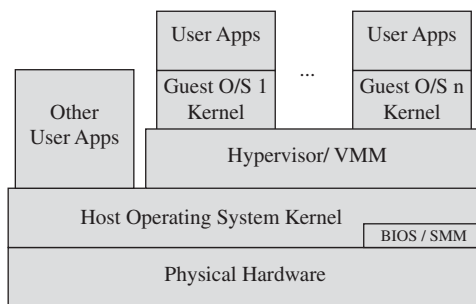 User Apps
User Apps
...
Guest O/S 1
Kernel
Guest O/S n
Kernel
Other
User Apps
Hypervisor/ VMM
Host Operating System Kernel
BIOS / SMM
Physical Hardware